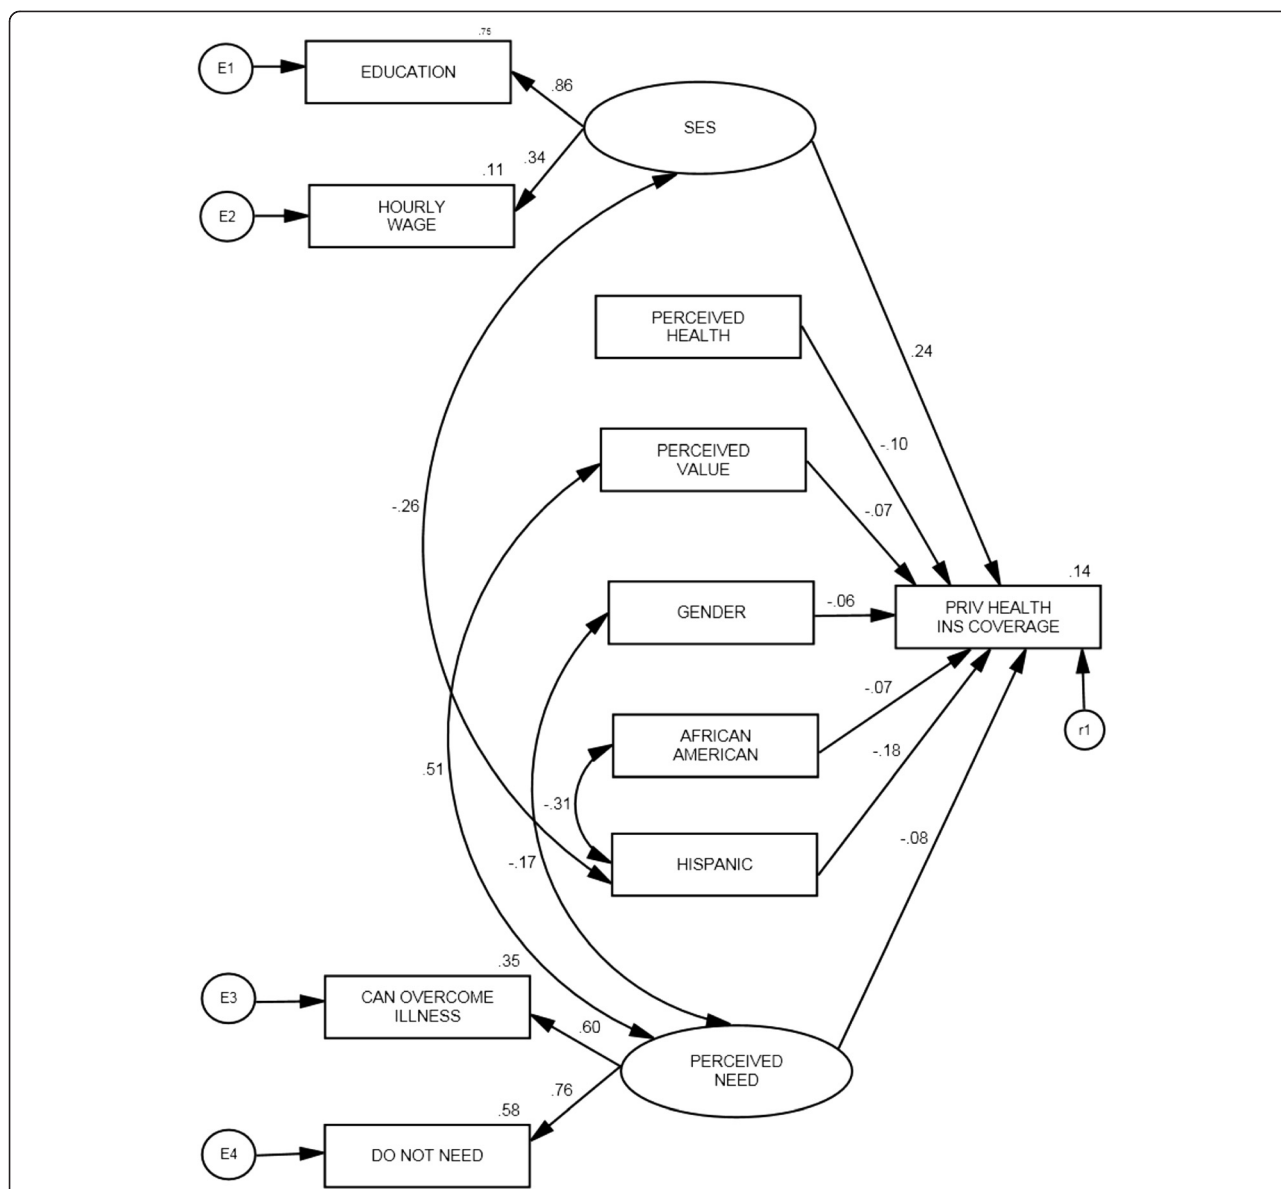 .75
E1
EDUCATION
.86
SES
.11
.34
E2
HOURLY
WAGE
PERCEIVED
HEALTH
.24
-.10
PERCEIVED
VALUE
-.26
-.07
.14
GENDER
-.06
PRIV HEALTH
INS COVERAGE
-.07
r1
AFRICAN
AMERICAN
-.18
.51
-.31
-.08
-.17
HISPANIC
.35
E3
CAN OVERCOME
ILLNESS
.60
PERCEIVED
NEED
.76
.58
E4
DO NOT NEED